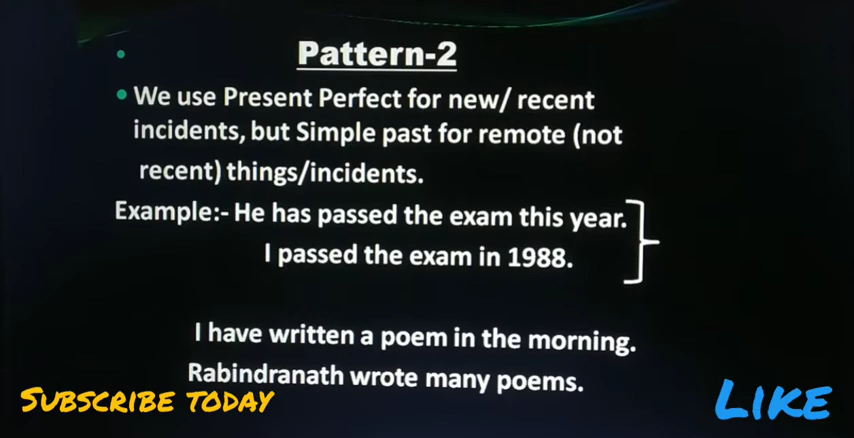 Pattern-2
We use Present Perfect for new/ recent
incidents, but Simple past for remote (not
recent) things/incidents.
Example:- He has passed the exam this year.
I passed the exam in 1988.
I have written a poem in the morning.
Rabindranath wrote many poems.
SUBSCRIBE TODAY
LIKE